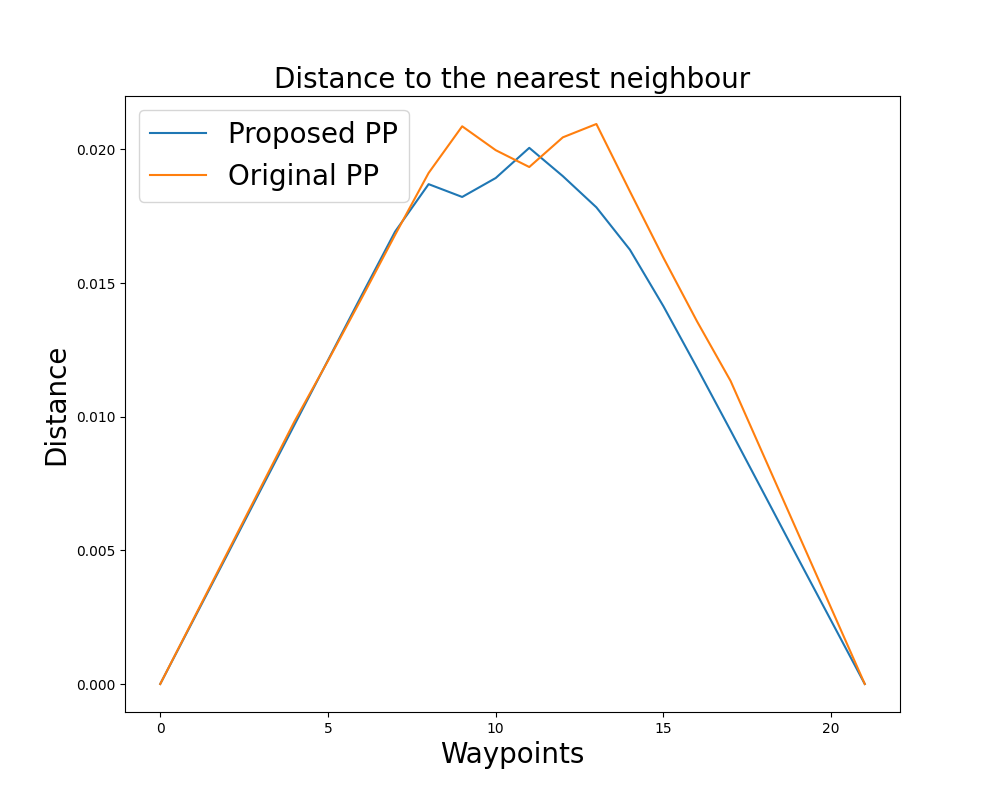 Distance to the nearest neighbour
Proposed PP
Original PP
0.020
0.015
0.010
0.005
0.000
Distance
0
5
10
15
20
Waypoints